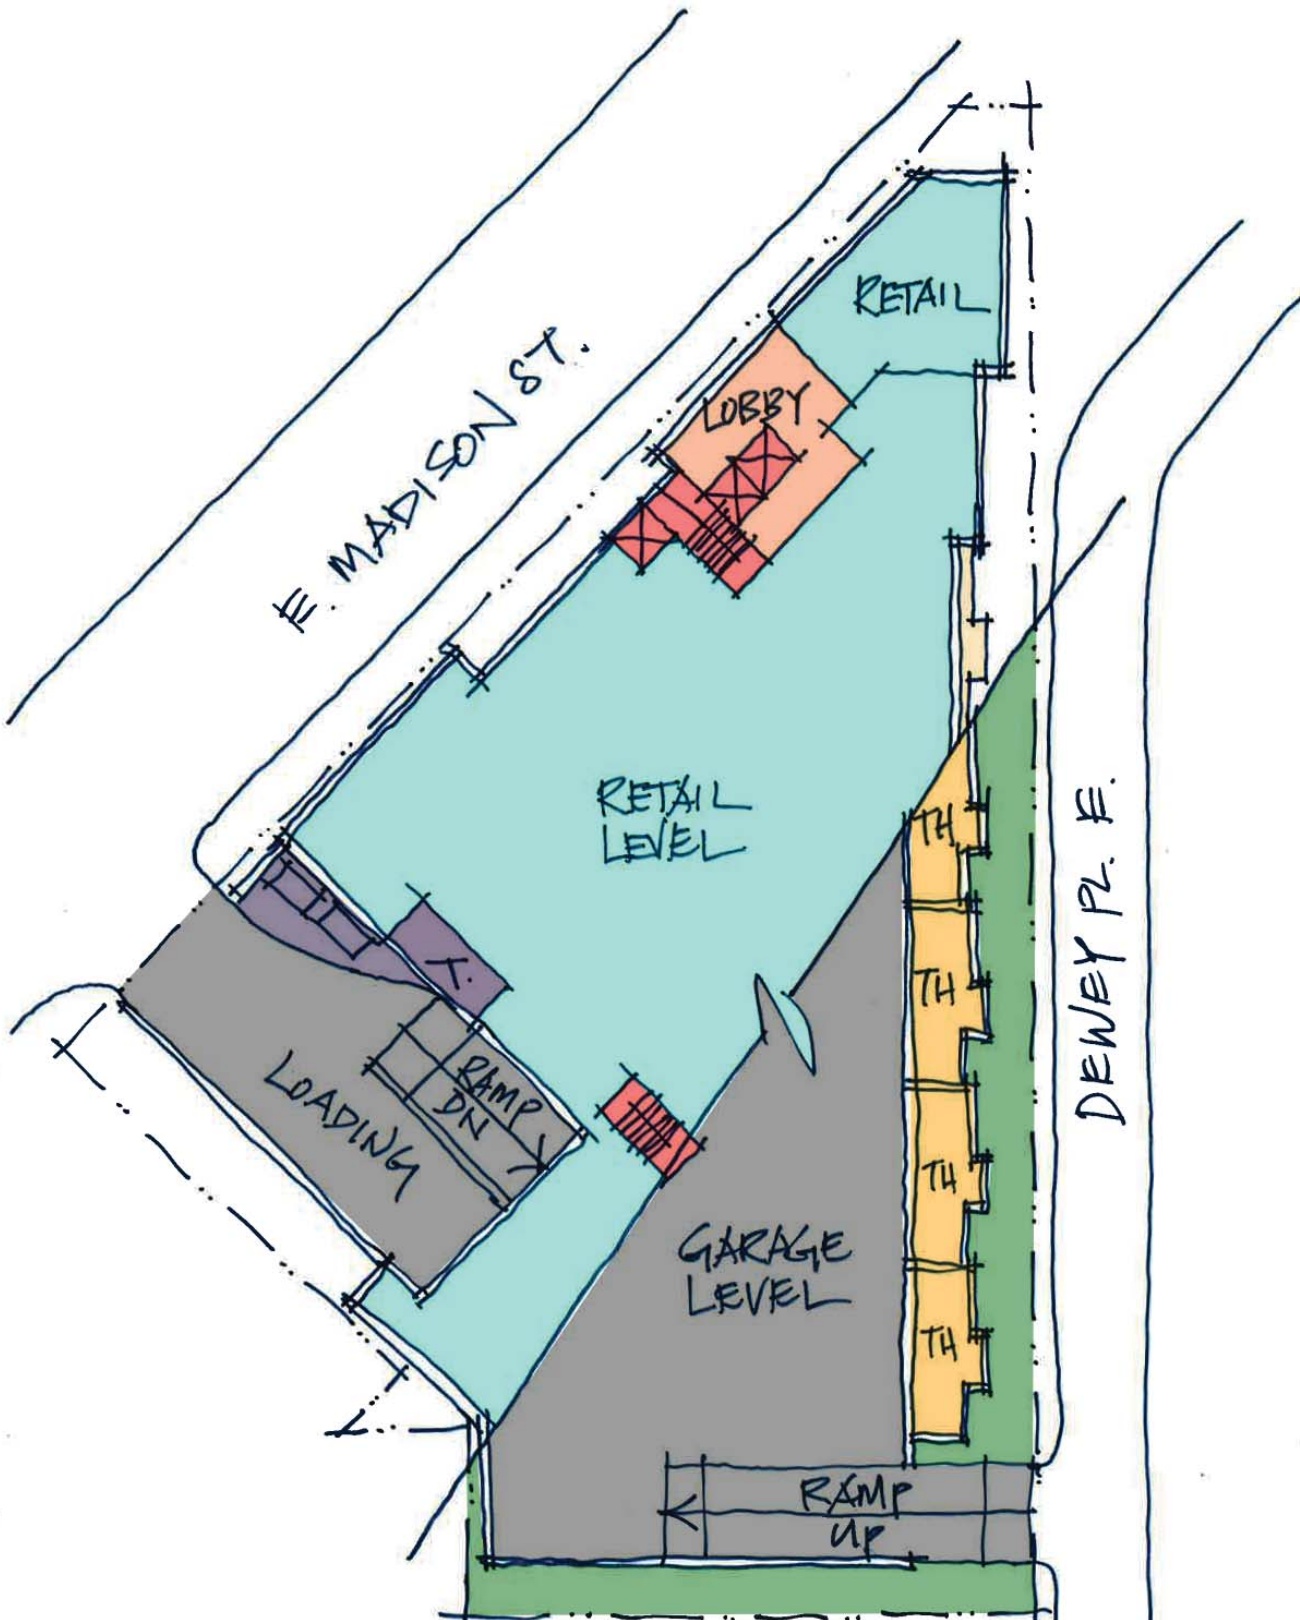 RETAIL
LOBBY
E. MADISON ST.
RETAIL
LEVEL
TH
T.
TH
DEWEY PL. E.
RAMP
DN
LOADING
TH
GARAGE
LEVEL
TH
RAMP
UP